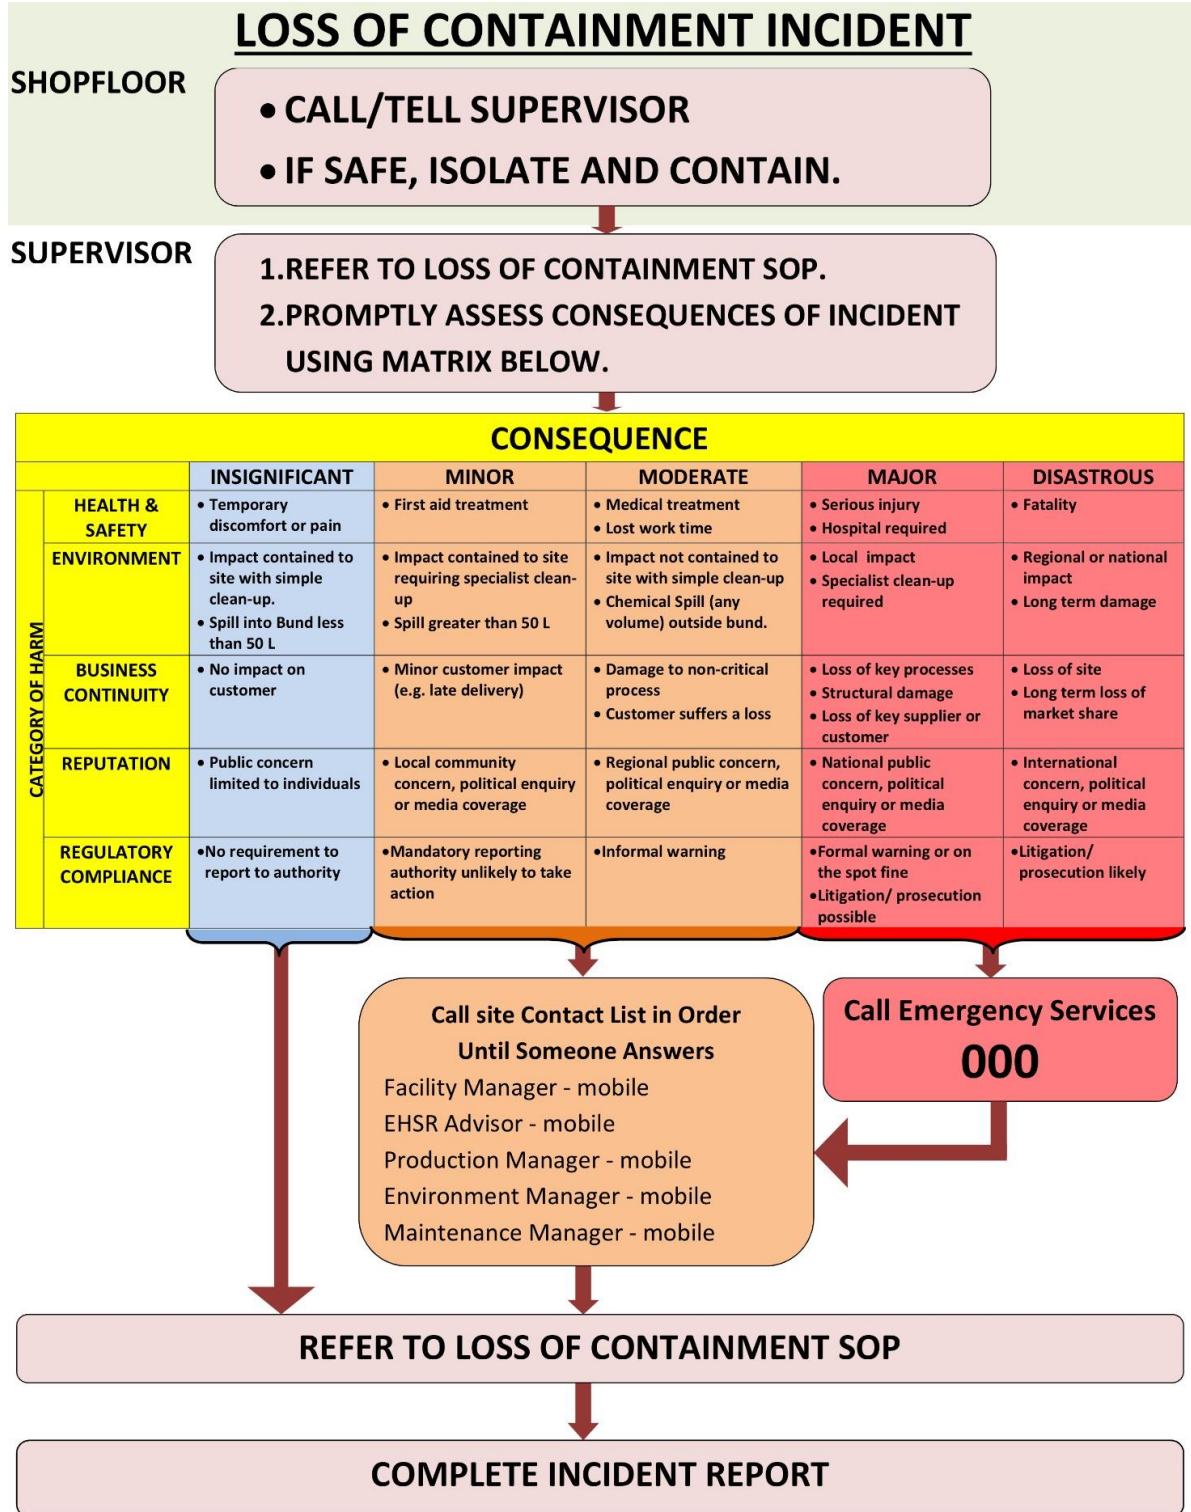 LOSS OF CONTAINMENT INCIDENT
SHOPFLOOR
• CALL/TELL SUPERVISOR
• IF SAFE, ISOLATE AND CONTAIN.
SUPERVISOR
1.REFER TO LOSS OF CONTAINMENT SOP.
2.PROMPTLY ASSESS CONSEQUENCES OF INCIDENT
USING MATRIX BELOW.
CONSEQUENCE
INSIGNIFICANT
MINOR
MODERATE
MAJOR
DISASTROUS
CATEGORY OF HARM
HEALTH &
SAFETY
• Temporary
discomfort or pain
• First aid treatment
• Medical treatment
• Lost work time
• Serious injury
• Hospital required
• Fatality
ENVIRONMENT
• Impact contained to
site with simple
clean-up.
• Spill into Bund less
than 50 L
• Impact contained to site
requiring specialist clean-
up
• Spill greater than 50 L
• Impact not contained to
site with simple clean-up
• Chemical Spill (any
volume) outside bund.
• Local impact
• Specialist clean-up
required
• Regional or national
impact
• Long term damage
BUSINESS
CONTINUITY
• No impact on
customer
• Minor customer impact
(e.g. late delivery)
• Damage to non-critical
process
• Customer suffers a loss
• Loss of key processes
• Structural damage
• Loss of key supplier or
customer
• Loss of site
• Long term loss of
market share
REPUTATION
• Public concern
limited to individuals
• Local community
concern, political enquiry
or media coverage
• Regional public concern,
political enquiry or media
coverage
• National public
concern, political
enquiry or media
coverage
• International
concern, political
enquiry or media
coverage
REGULATORY
COMPLIANCE
•No requirement to
report to authority
•Mandatory reporting
authority unlikely to take
action
•Informal warning
•Formal warning or on
the spot fine
•Litigation/ prosecution
possible
•Litigation/
prosecution likely
Call site Contact List in Order
Until Someone Answers
Facility Manager - mobile
EHSR Advisor - mobile
Production Manager - mobile
Environment Manager - mobile
Maintenance Manager - mobile
Call Emergency Services
000
REFER TO LOSS OF CONTAINMENT SOP
COMPLETE INCIDENT REPORT